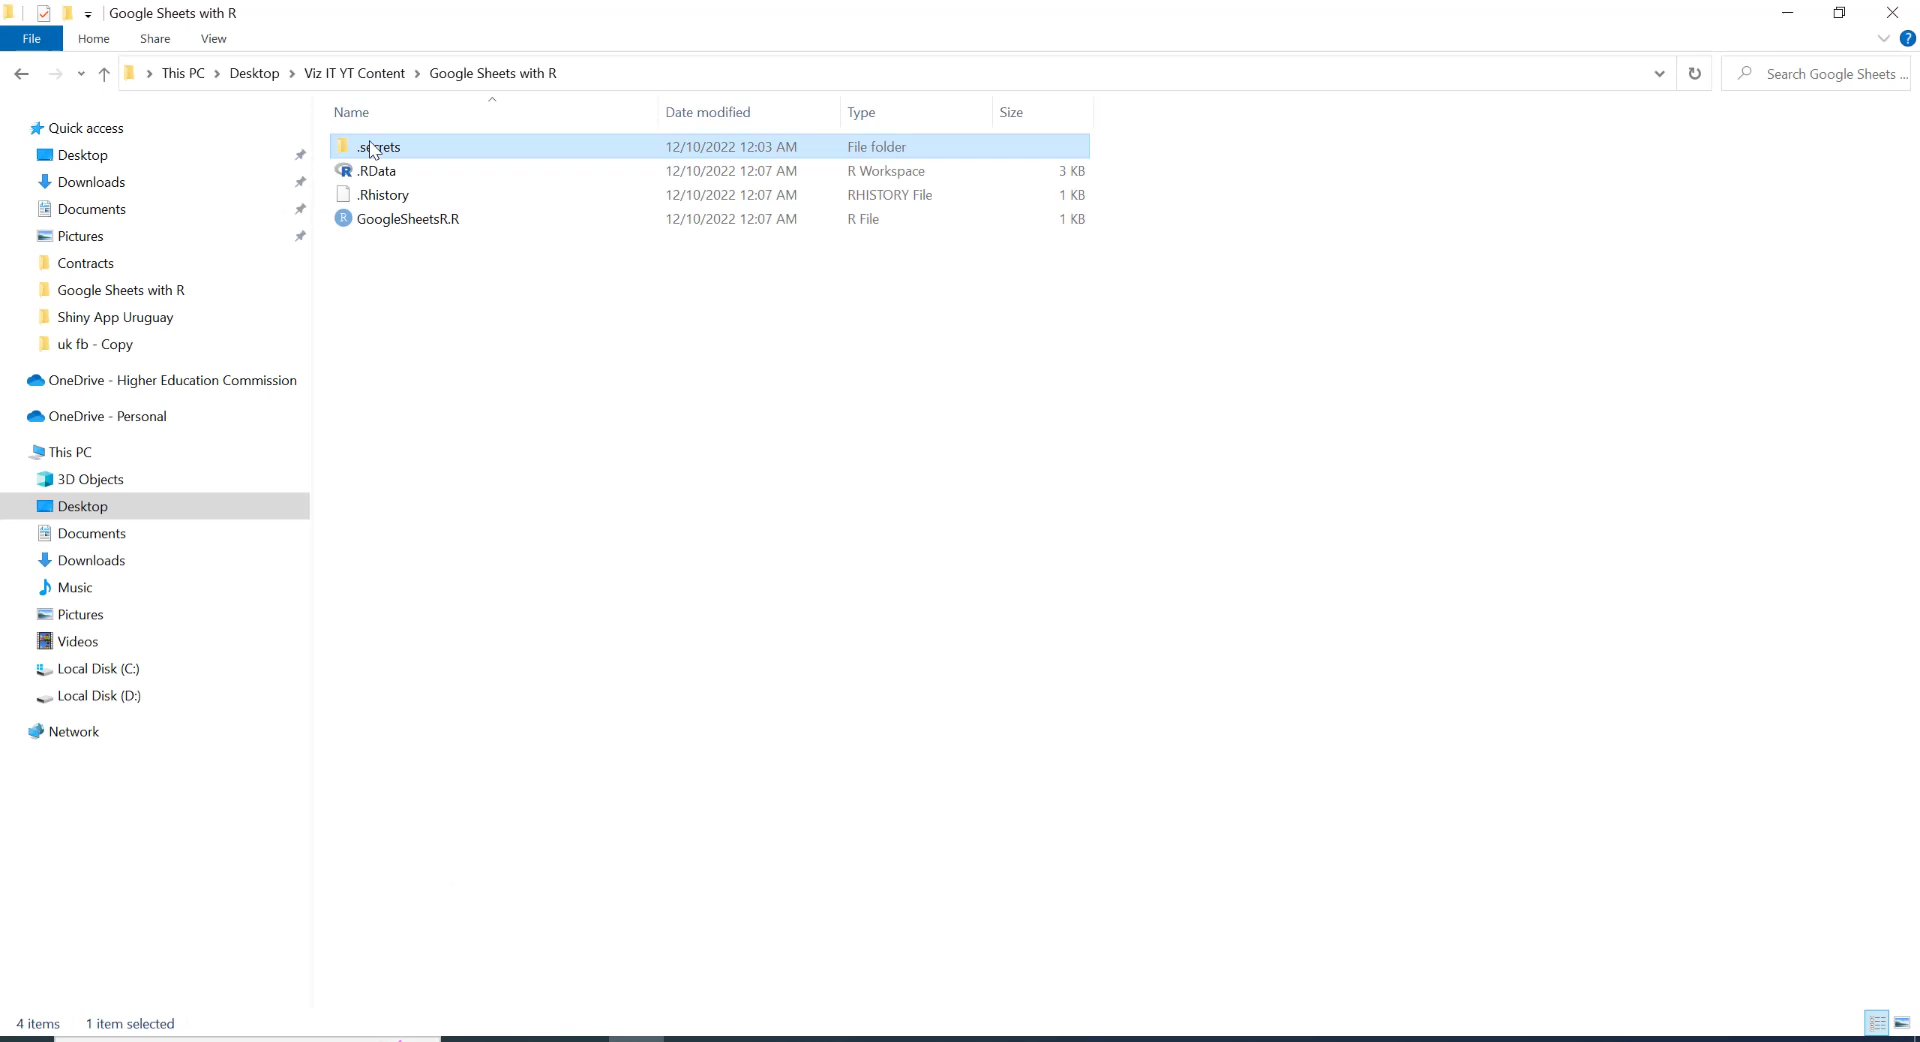 Google Sheets with R
File Home Share View
This PC > Desktop > Viz IT YT Content > Google Sheets with R
Search Google Sheets ...
Name Date modified Type Size
Quick access
Desktop
Downloads
Documents
Pictures
Contracts
Google Sheets with R
Shiny App Uruguay
uk fb - Copy
OneDrive - Higher Education Commission
OneDrive - Personal
This PC
3D Objects
Desktop
Documents
Downloads
Music
Pictures
Videos
Local Disk (C:)
Local Disk (D:)
Network
.secrets 12/10/2022 12:03 AM File folder
.RData 12/10/2022 12:07 AM R Workspace 3 KB
.Rhistory 12/10/2022 12:07 AM RHISTORY File 1 KB
GoogleSheetsR.R 12/10/2022 12:07 AM R File 1 KB
4 items 1 item selected